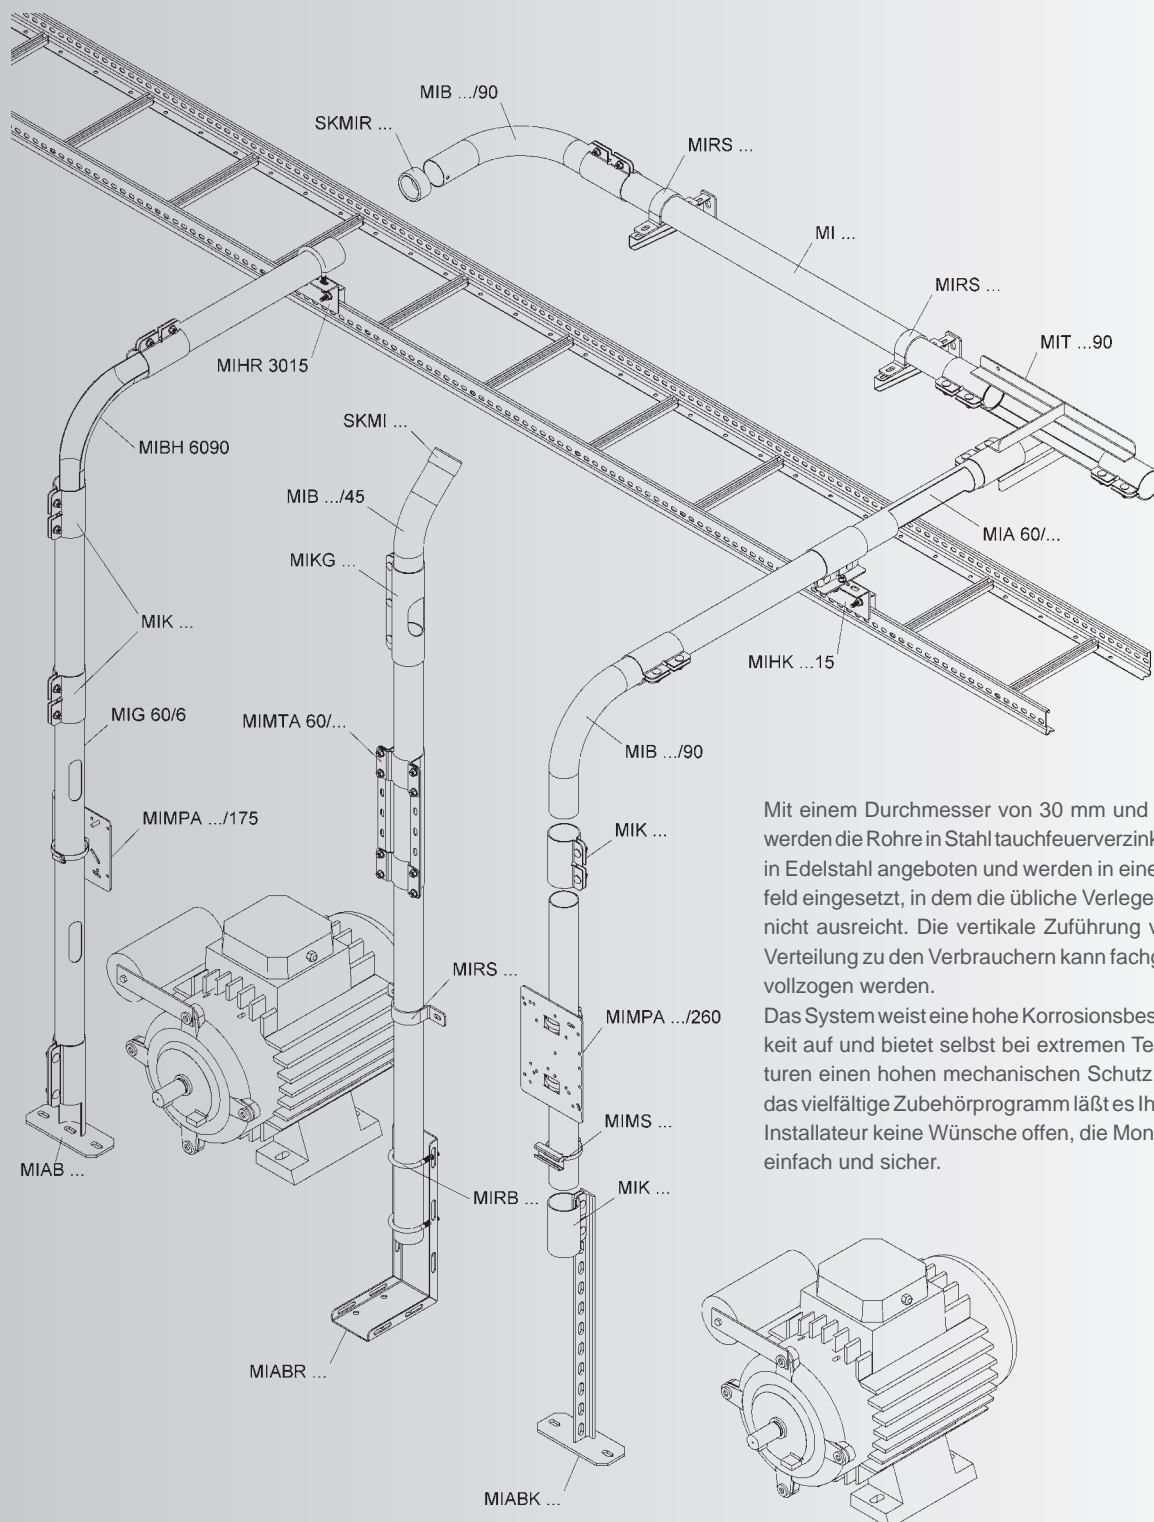 MIB .../90
SKMIR ...
MIRS ...
MI ...
MIRS ...
MIT ...90
MIHR 3015
SKMI ...
MIBH 6090
MIB .../45
MIA 60/...
MIKG ...
MIK ...
MIHK ...15
MIG 60/6
MIMTA 60/...
MIB .../90
MIMPA .../175
MIK ...
MIRS ...
MIMPA .../260
MIMS ...
MIAB ...
MIRB ...
MIK ...
MIABR ...
MIABK ...
Mit einem Durchmesser von 30 mm und
werden die Rohre in Stahl tauchfeuerverzink
in Edelstahl angeboten und werden in eine
feld eingesetzt, in dem die übliche Verlege
nicht ausreicht. Die vertikale Zuführung v
Verteilung zu den Verbrauchern kann fachg
vollzogen werden.
Das System weist eine hohe Korrosionsbes
keit auf und bietet selbst bei extremen Te
turen einen hohen mechanischen Schutz
das vielfältige Zubehörprogramm läßt es Ih
Installateur keine Wünsche offen, die Mon
einfach und sicher.